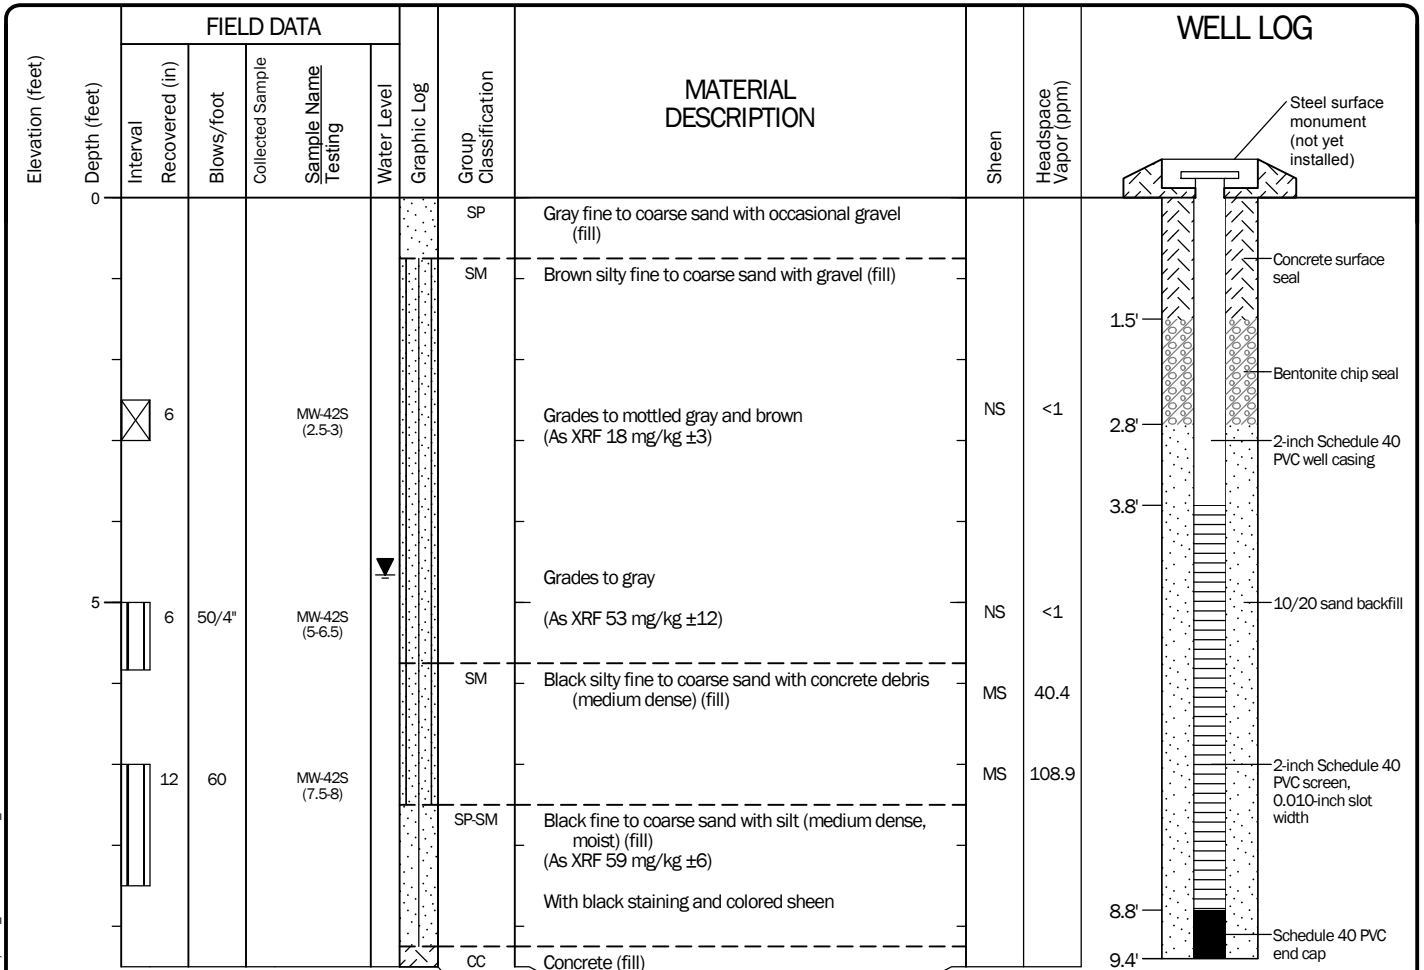 FIELD DATA
Elevation (feet)
Depth (feet)
Interval
Recovered (in)
Blows/foot
Collected Sample
Sample Name
Testing
Water Level
Graphic Log
Group
Classification
MATERIAL
DESCRIPTION
Sheen
Headspace
Vapor (ppm)
WELL LOG
Steel surface
monument
(not yet
installed)
0
SP
Gray fine to coarse sand with occasional gravel
(fill)
SM
Brown silty fine to coarse sand with gravel (fill)
Concrete surface
seal
1.5'
Bentonite chip seal
6
MW-42S
(2.5-3)
Grades to mottled gray and brown
(As XRF 18 mg/kg ±3)
NS
<1
2.8'
2-inch Schedule 40
PVC well casing
3.8'
Grades to gray
5
6
50/4"
MW-42S
(5-6.5)
(As XRF 53 mg/kg ±12)
NS
<1
10/20 sand backfill
SM
Black silty fine to coarse sand with concrete debris
(medium dense) (fill)
MS
40.4
12
60
MW-42S
(7.5-8)
MS
108.9
2-inch Schedule 40
PVC screen,
0.010-inch slot
width
SP-SM
Black fine to coarse sand with silt (medium dense,
moist) (fill)
(As XRF 59 mg/kg ±6)
With black staining and colored sheen
8.8'
Schedule 40 PVC
end cap
9.4'
CC
Concrete (fill)